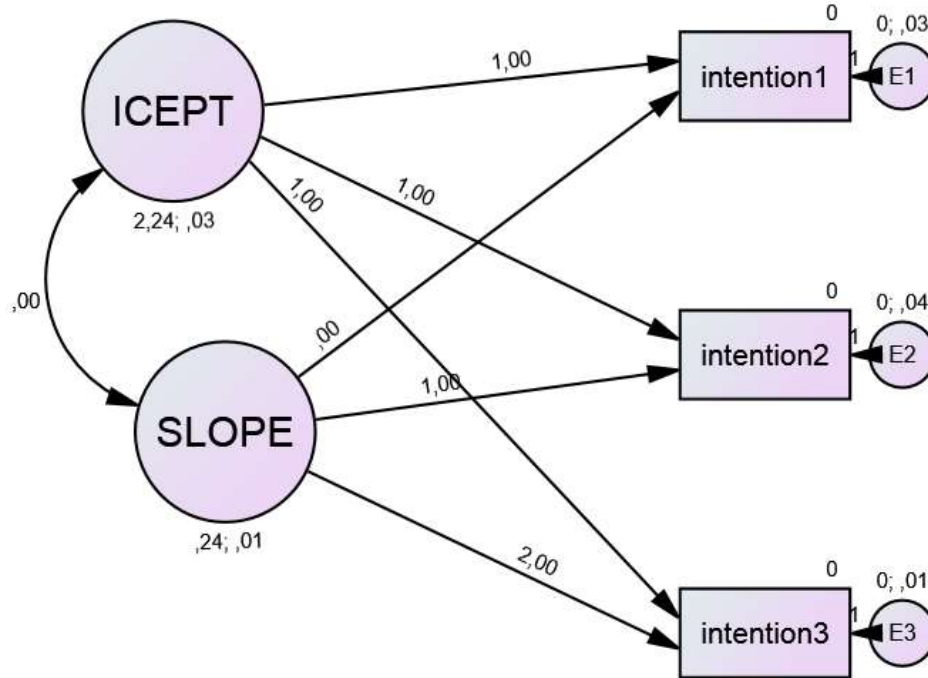 0
0; ,03
1,00
1
intention1
E1
ICEPT
1,00
1,00
2,24; ,03
,00
0
0; ,04
,00
1
intention2
E2
1,00
SLOPE
,24; ,01
2,00
0
0; ,01
1
intention3
E3